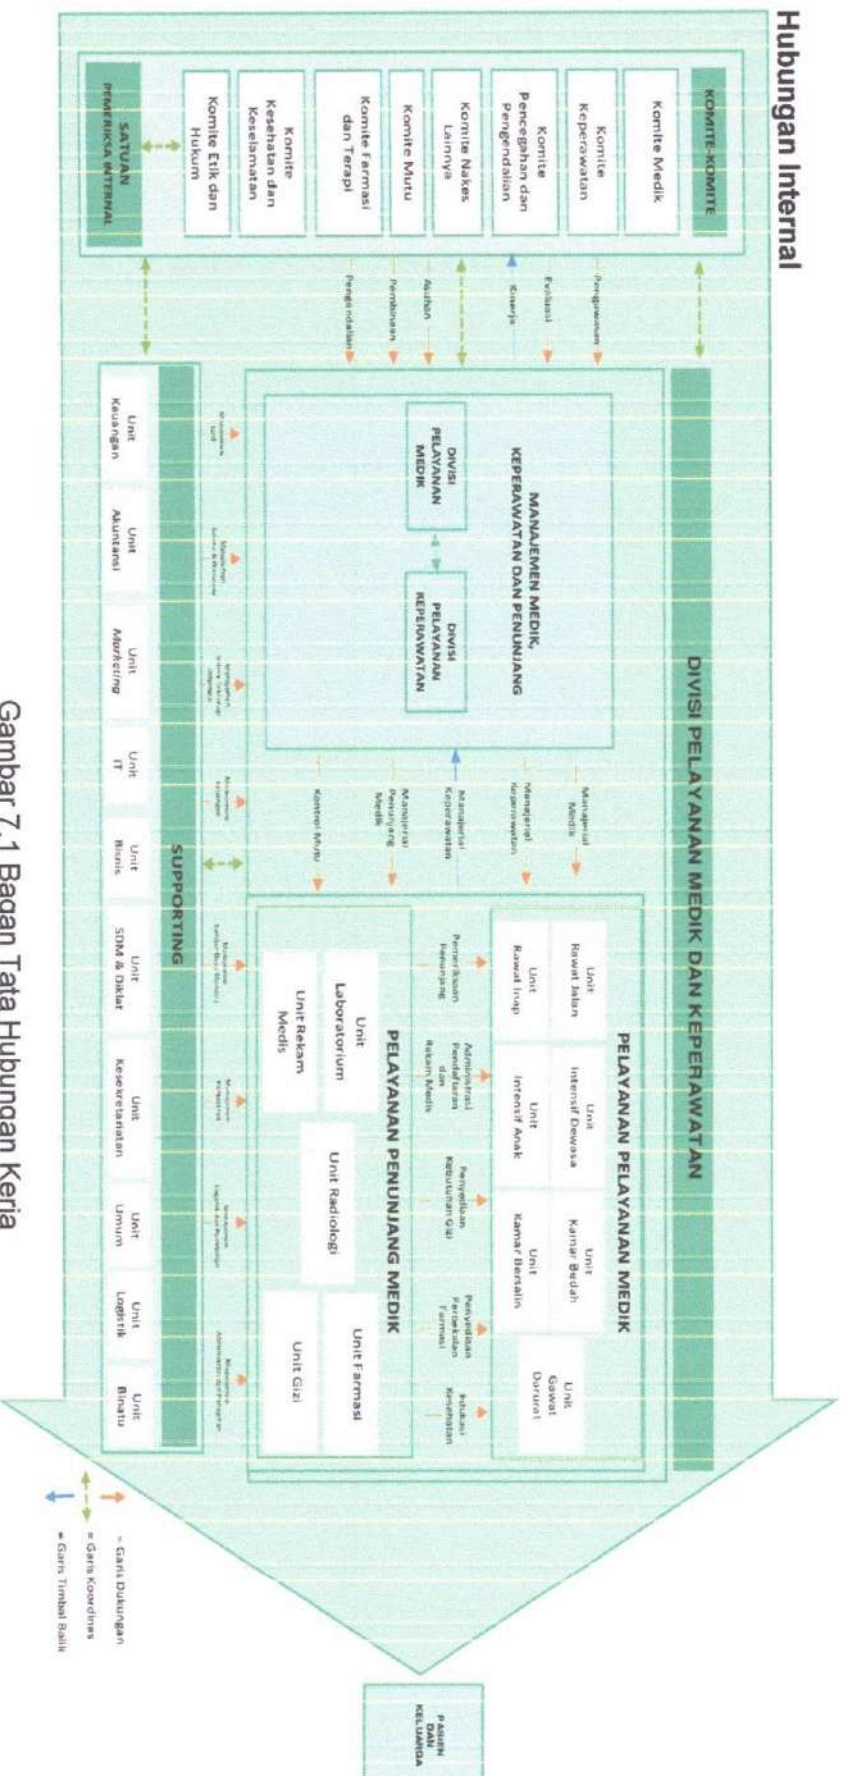 Hubungan Internal
KOMITE-KOMITE
Komite Medik
Komite
Keperawatan
Komite
Pencegahan dan
Pengendalian
Komite Nakes
Lainnya
Komite Mutu
Komite Farmasi
dan Terapi
Komite
Kesehatan dan
Keselamatan
Komite Etik dan
Hukum
SATUAN
PEMERIKSA INTERNAL
Pengawasan
Evaluasi
Kinerja
Asuhan
Pembinaan
Pengendalian
DIVISI PELAYANAN MEDIK DAN KEPERAWATAN
MANAJEMEN MEDIK,
KEPERAWATAN DAN PENUNJANG
DIVISI
PELAYANAN
MEDIK
DIVISI
PELAYANAN
KEPERAWATAN
Manajerial
Medik
Manajerial
Keperawatan
Manajerial
Keperawatan
Manajerial
Penunjang
Medik
Kontrol Mutu
PELAYANAN PELAYANAN MEDIK
Unit
Rawat Jalan
Unit
Intensif Dewasa
Unit
Kamar Bedah
Unit
Gawat
Darurat
Unit
Rawat Inap
Unit
Intensif Anak
Unit
Kamar Bersalin
Pemeriksaan
Penunjang
Administrasi
Pendaftaran
dan
Rekam Medis
Penyediaan
Kebutuhan Gizi
Penyediaan
Perbekalan
Farmasi
Edukasi
Kesehatan
PELAYANAN PENUNJANG MEDIK
Unit
Laboratorium
Unit Radiologi
Unit Farmasi
Unit Rekam
Medis
Unit Gizi
SUPPORTING
Unit
Keuangan
Unit
Akuntansi
Unit
Marketing
Unit
IT
Unit
Bisnis
Unit
SDM & Diklat
Unit
Kesekretariatan
Unit
Umum
Unit
Logistik
Unit
Binatu
PASIEN
DAN
KELUARGA
= Garis Dukungan
= Garis Koordinasi
= Garis Timbal Balik
Gambar 7.1 Bagan Tata Hubungan Kerja